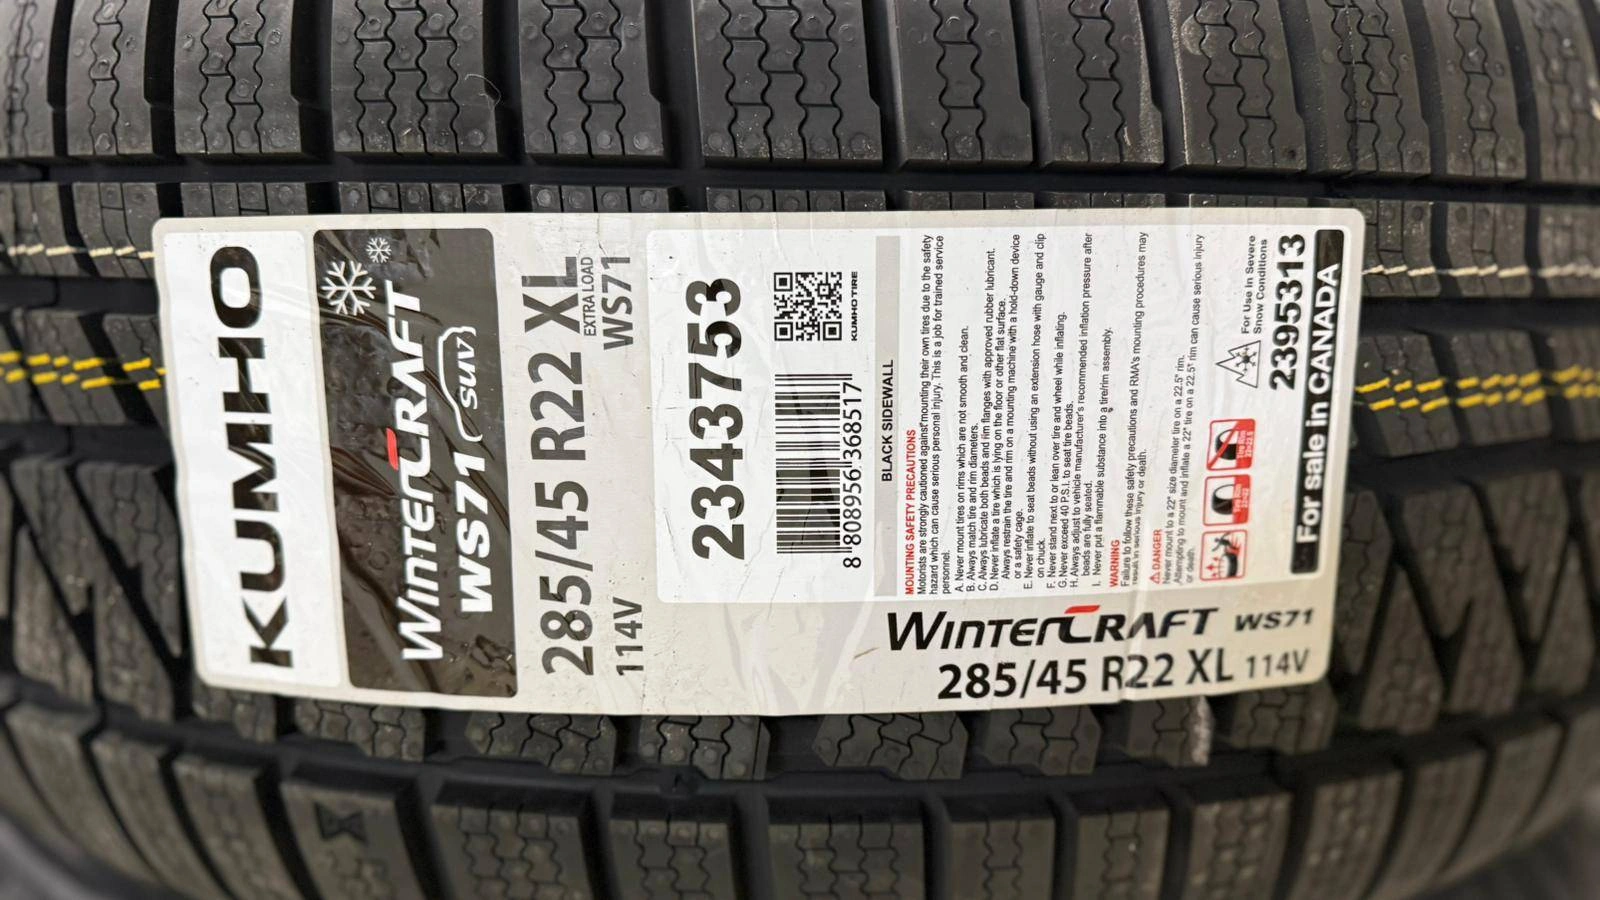 KUMHO
WINTERCRAFT
WS71 SUV
285/45 R22 XL
EXTRA LOAD
114V
WS71
2343753
KUMHO TIRE
8 808956 368517
BLACK SIDEWALL
MOUNTING SAFETY PRECAUTIONS
Motorists are strongly cautioned against mounting their own tires due to the safety
hazard which can cause serious personal injury. This is a job for trained service
personnel.
A. Never mount tires on rims which are not smooth and clean.
B. Always match tire and rim diameters.
C. Always lubricate both beads and rim flanges with approved rubber lubricant.
D. Never inflate a tire which is lying on the floor or other flat surface.
Always restrain the tire and rim on a mounting machine with a hold-down device
or a safety cage.
E. Never inflate to seat beads without using an extension hose with gauge and clip
on chuck.
F. Never stand next to or lean over tire and wheel while inflating.
G. Never exceed 40 P.S.I. to seat tire beads.
H. Always adjust to vehicle manufacturer's recommended inflation pressure after
beads are fully seated.
I. Never put a flammable substance into a tire/rim assembly.
WARNING
Failure to follow these safety precautions and RMA's mounting procedures may
result in serious injury or death.
DANGER
Never mount to a 22" size diameter tire on a 22.5" rim.
Attempting to mount and inflate a 22" tire on a 22.5" rim can cause serious injury
or death.
For Use In Severe
Snow Conditions
2395313
For sale in CANADA
WINTERCRAFT WS71
285/45 R22 XL 114V